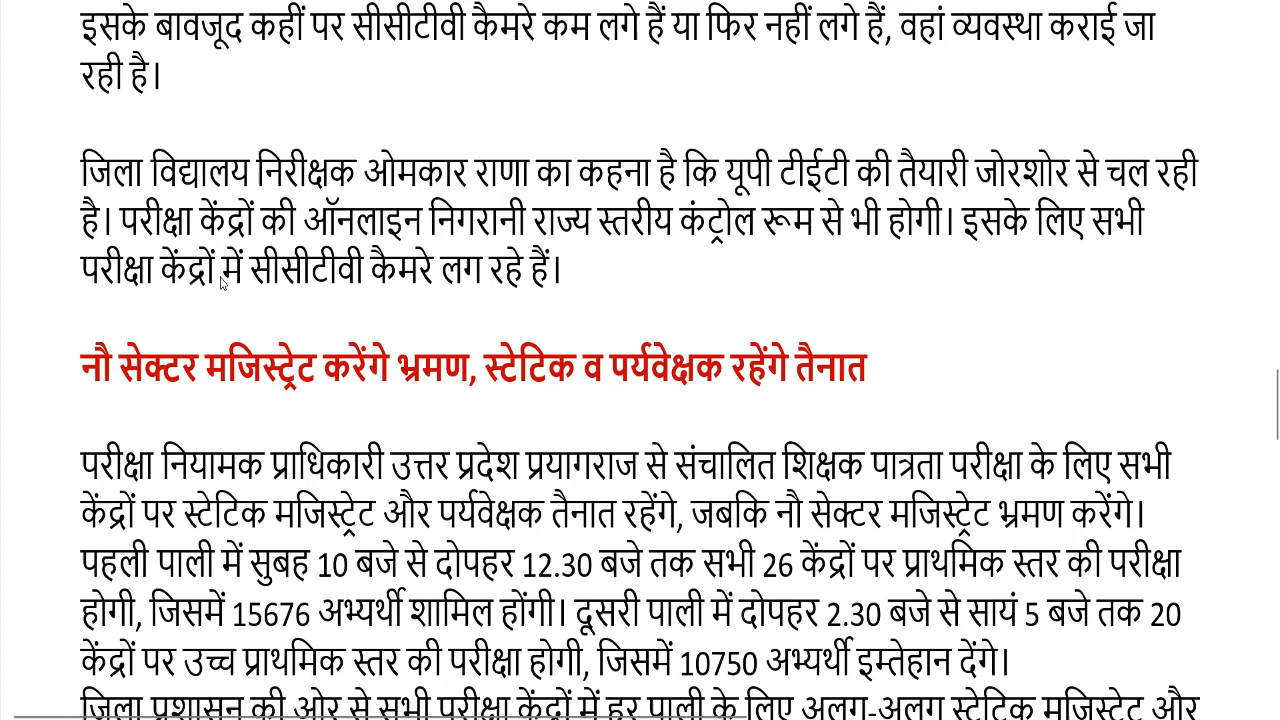 इसके बावजूद कहीं पर सीसीटीवी कैमरे कम लगे हैं या फिर नहीं लगे हैं, वहां व्यवस्था कराई जा
रही है।
जिला विद्यालय निरीक्षक ओमकार राणा का कहना है कि यूपी टीईटी की तैयारी जोरशोर से चल रही
है। परीक्षा केंद्रों की ऑनलाइन निगरानी राज्य स्तरीय कंट्रोल रूम से भी होगी। इसके लिए सभी
परीक्षा केंद्रों में सीसीटीवी कैमरे लग रहे हैं।
नौ सेक्टर मजिस्ट्रेट करेंगे भ्रमण, स्टेटिक व पर्यवेक्षक रहेंगे तैनात
परीक्षा नियामक प्राधिकारी उत्तर प्रदेश प्रयागराज से संचालित शिक्षक पात्रता परीक्षा के लिए सभी
केंद्रों पर स्टेटिक मजिस्ट्रेट और पर्यवेक्षक तैनात रहेंगे, जबकि नौ सेक्टर मजिस्ट्रेट भ्रमण करेंगे।
पहली पाली में सुबह 10 बजे से दोपहर 12.30 बजे तक सभी 26 केंद्रों पर प्राथमिक स्तर की परीक्षा
होगी, जिसमें 15676 अभ्यर्थी शामिल होंगी। दूसरी पाली में दोपहर 2.30 बजे से सायं 5 बजे तक 20
केंद्रों पर उच्च प्राथमिक स्तर की परीक्षा होगी, जिसमें 10750 अभ्यर्थी इम्तेहान देंगे।
जिला प्रशासन की ओर से सभी परीक्षा केंद्रों में हर पाली के लिए अलग-अलग स्टेटिक मजिस्ट्रेट और